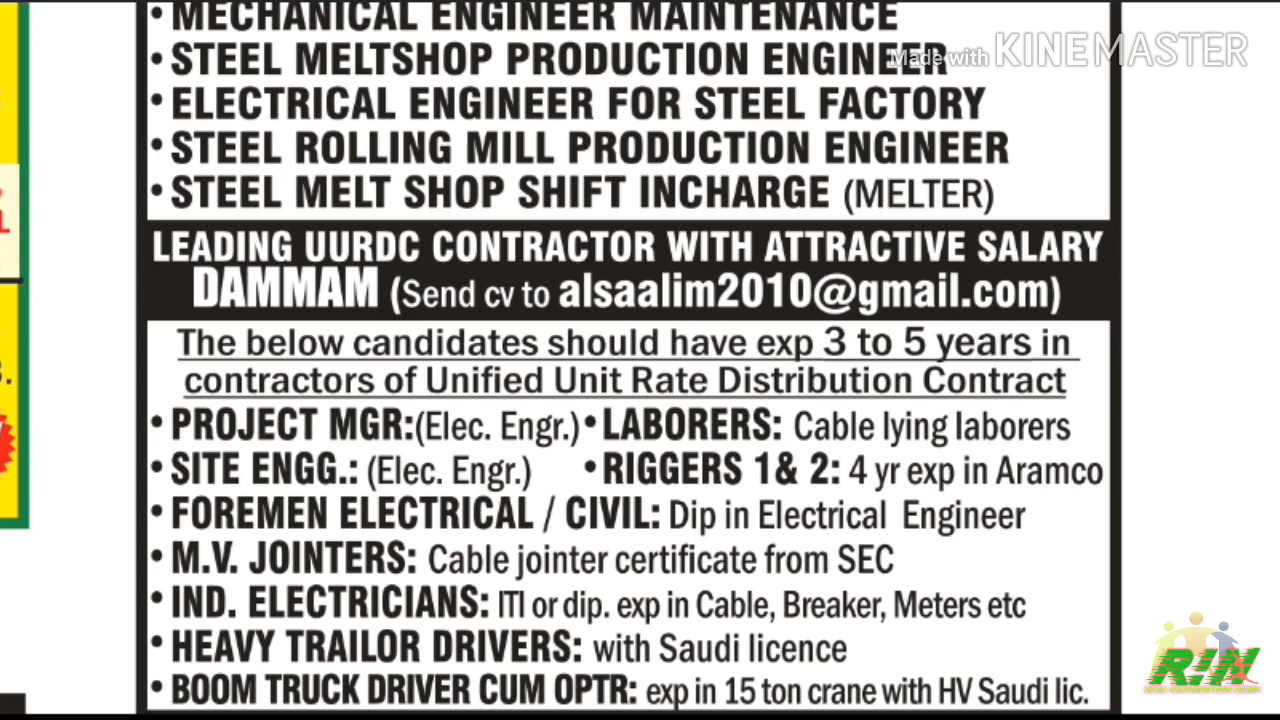 • MECHANICAL ENGINEER MAINTENANCE
• STEEL MELTSHOP PRODUCTION ENGINEER
Made with KINEMASTER
• ELECTRICAL ENGINEER FOR STEEL FACTORY
• STEEL ROLLING MILL PRODUCTION ENGINEER
• STEEL MELT SHOP SHIFT INCHARGE (MELTER)
LEADING UURDC CONTRACTOR WITH ATTRACTIVE SALARY
DAMMAM (Send cv to alsaalim2010@gmail.com)
The below candidates should have exp 3 to 5 years in
contractors of Unified Unit Rate Distribution Contract
• PROJECT MGR:(Elec. Engr.) • LABORERS: Cable lying laborers
• SITE ENGG.: (Elec. Engr.) • RIGGERS 1& 2: 4 yr exp in Aramco
• FOREMEN ELECTRICAL / CIVIL: Dip in Electrical Engineer
• M.V. JOINTERS: Cable jointer certificate from SEC
• IND. ELECTRICIANS: ITI or dip. exp in Cable, Breaker, Meters etc
• HEAVY TRAILOR DRIVERS: with Saudi licence
• BOOM TRUCK DRIVER CUM OPTR: exp in 15 ton crane with HV Saudi lic.
RIN